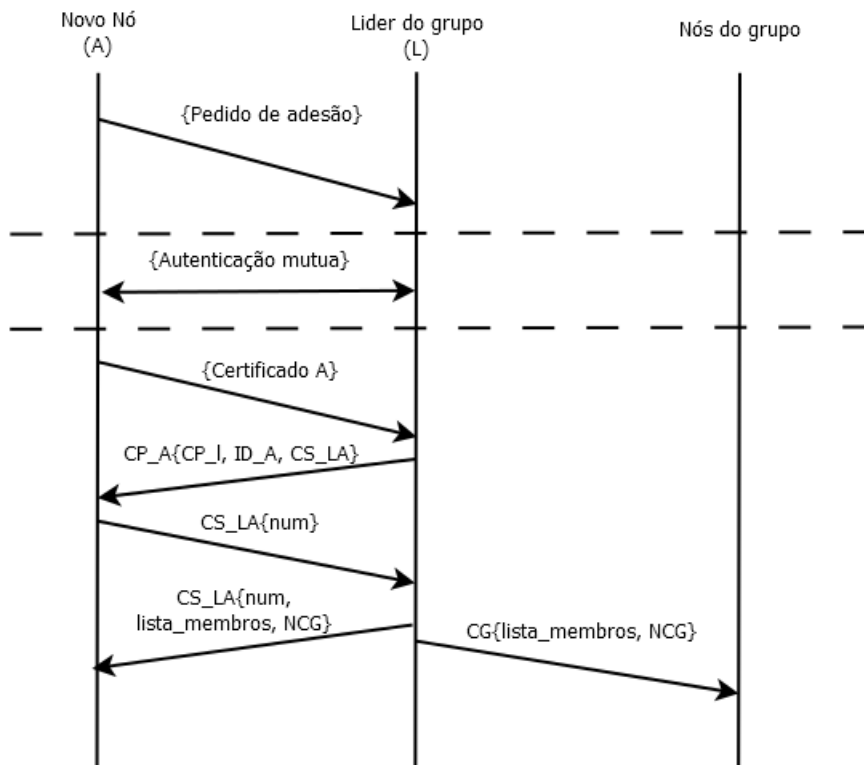 Novo Nó
(A)
Lider do grupo
(L)
Nós do grupo
{Pedido de adesão}
{Autenticação mutua}
{Certificado A}
CP_A{CP_l, ID_A, CS_LA}
CS_LA{num}
CS_LA{num,
lista_membros, NCG}
CG{lista_membros, NCG}